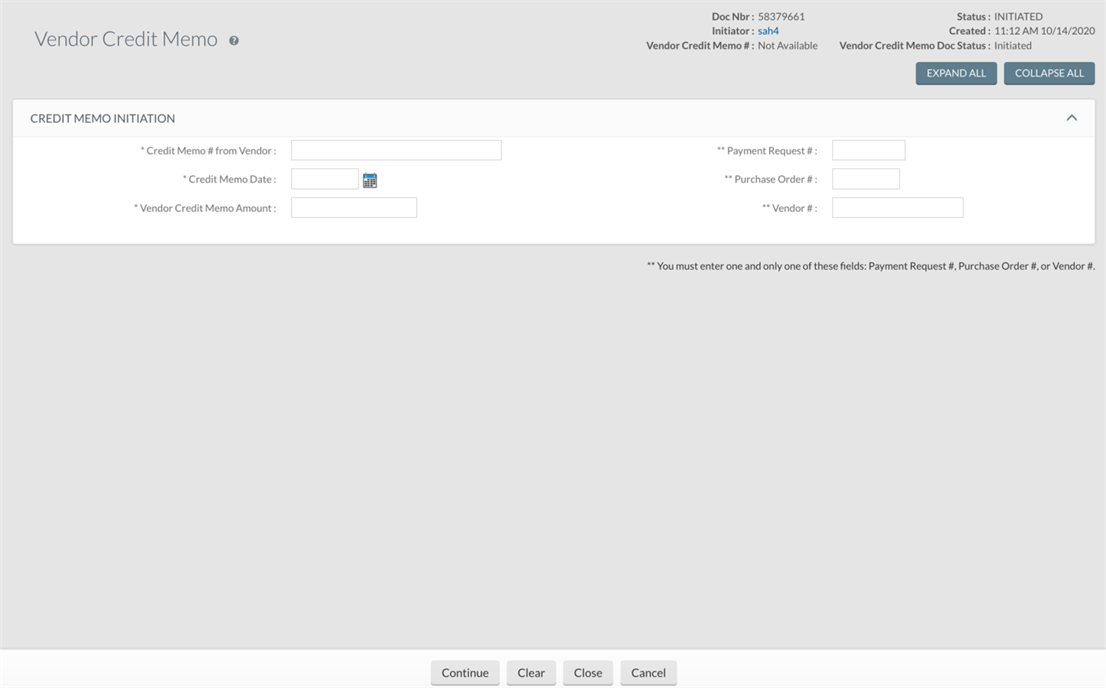 Vendor Credit Memo
Doc Nbr : 58379661 Status : INITIATED
Initiator : sah4 Created : 11:12 AM 10/14/2020
Vendor Credit Memo # : Not Available Vendor Credit Memo Doc Status : Initiated
EXPAND ALL COLLAPSE ALL
CREDIT MEMO INITIATION
* Credit Memo # from Vendor : ** Payment Request # :
* Credit Memo Date : ** Purchase Order # :
* Vendor Credit Memo Amount : ** Vendor # :
** You must enter one and only one of these fields: Payment Request #, Purchase Order #, or Vendor #.
Continue Clear Close Cancel